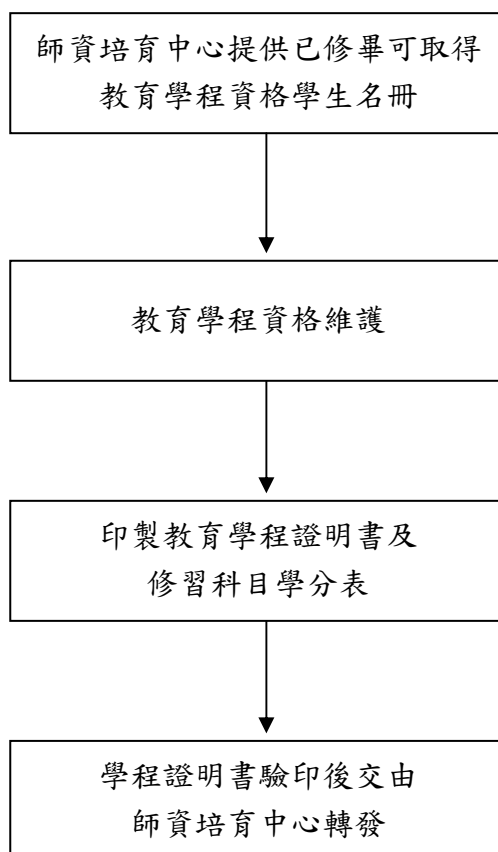 師資培育中心提供已修畢可取得
教育學程資格學生名冊
教育學程資格維護
印製教育學程證明書及
修習科目學分表
學程證明書驗印後交由
師資培育中心轉發